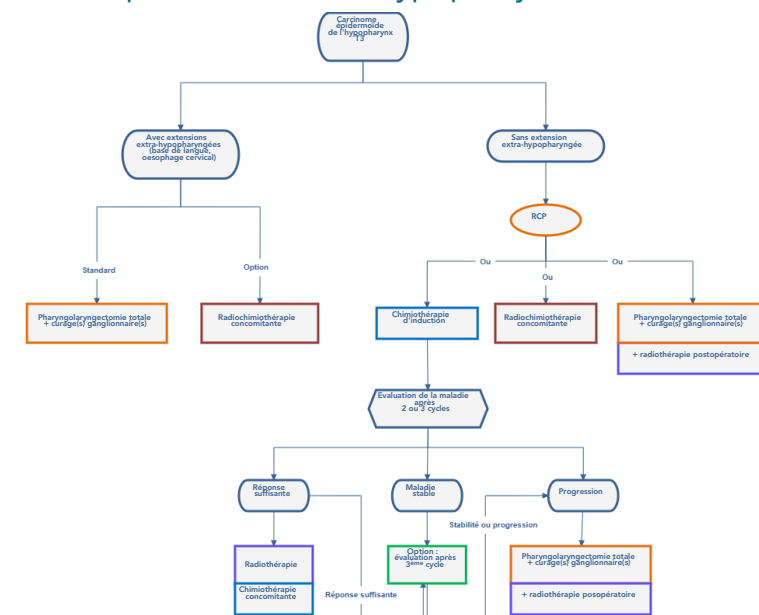 Carcinome
épidermoïde
de l'hypopharynx
T3
Avec extensions
extra-hypopharyngées
(base de langue,
oesophage cervical)
Sans extension
extra-hypopharyngée
RCP
Standard
Option
Ou
Ou
Ou
Pharyngolaryngectomie totale
+ curage(s) ganglionnaire(s)
Radiochimiothérapie
concomitante
Chimiothérapie
d'induction
Radiochimiothérapie
concomitante
Pharyngolaryngectomie totale
+ curage(s) ganglionnaire(s)
+ radiothérapie postopératoire
Evaluation de la maladie
après
2 ou 3 cycles
Réponse
suffisante
Maladie
stable
Progression
Stabilité ou progression
Radiothérapie
Chimiothérapie
concomitante
Réponse suffisante
Option :
évaluation après
3ème cycle
Pharyngolaryngectomie totale
+ curage(s) ganglionnaire(s)
+ radiothérapie posopératoire